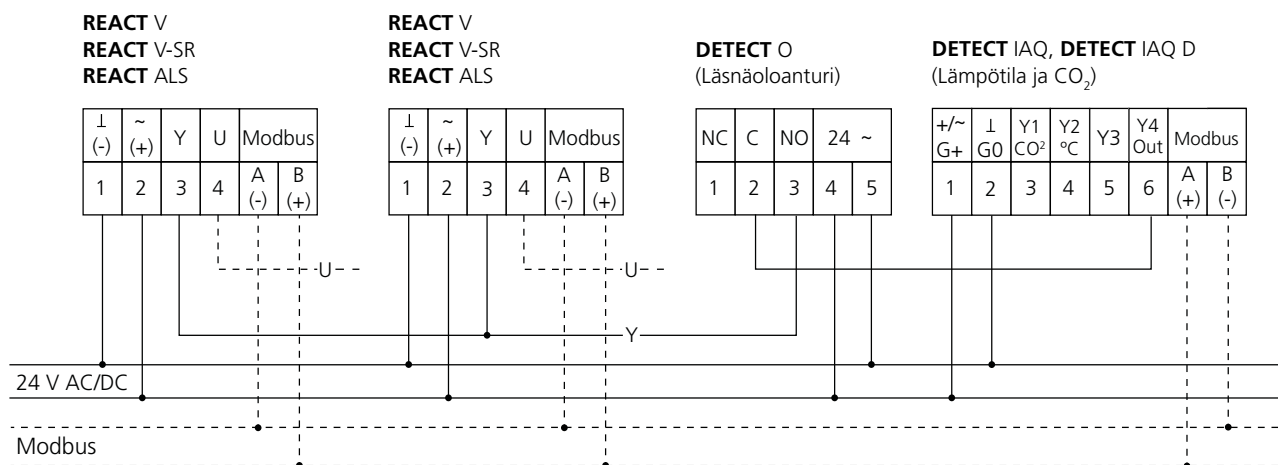 REACT V
REACT V-SR
REACT ALS
REACT V
REACT V-SR
REACT ALS
DETECT O
(Läsnäoloanturi)
DETECT IAQ, DETECT IAQ D
(Lämpötila ja CO₂)
⊥ (-) ~ (+) Y U Modbus
1 2 3 4 A (-) B (+)
⊥ (-) ~ (+) Y U Modbus
1 2 3 4 A (-) B (+)
NC C NO 24 ~
1 2 3 4 5
+/~ G+ ⊥ G0 Y1 CO² Y2 ºC Y3 Y4 Out Modbus
1 2 3 4 5 6 A (+) B (-)
U
U
Y
24 V AC/DC
Modbus